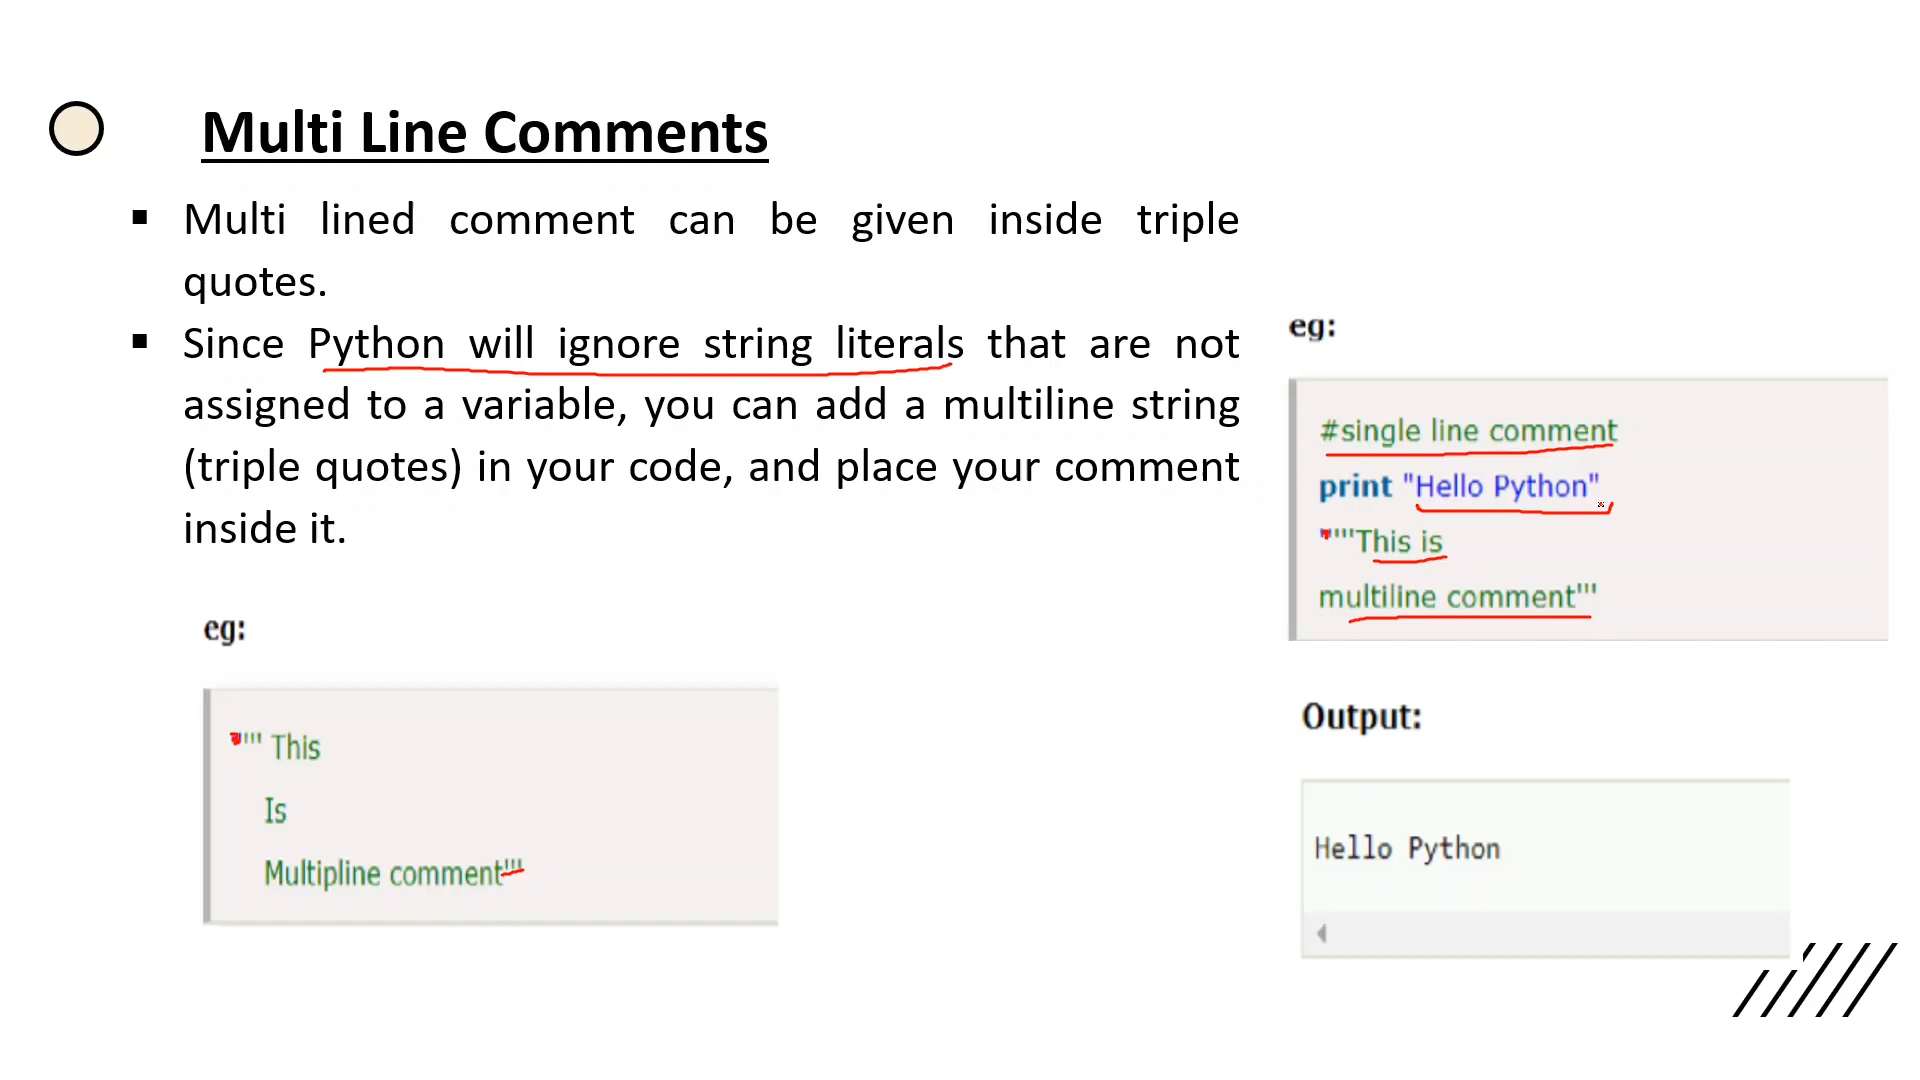 Multi Line Comments
▪ Multi lined comment can be given inside triple
quotes.
▪ Since Python will ignore string literals that are not
assigned to a variable, you can add a multiline string
(triple quotes) in your code, and place your comment
inside it.
eg:
''' This
Is
Multipline comment'''
eg:
#single line comment
print "Hello Python"
'''This is
multiline comment'''
Output:
Hello Python